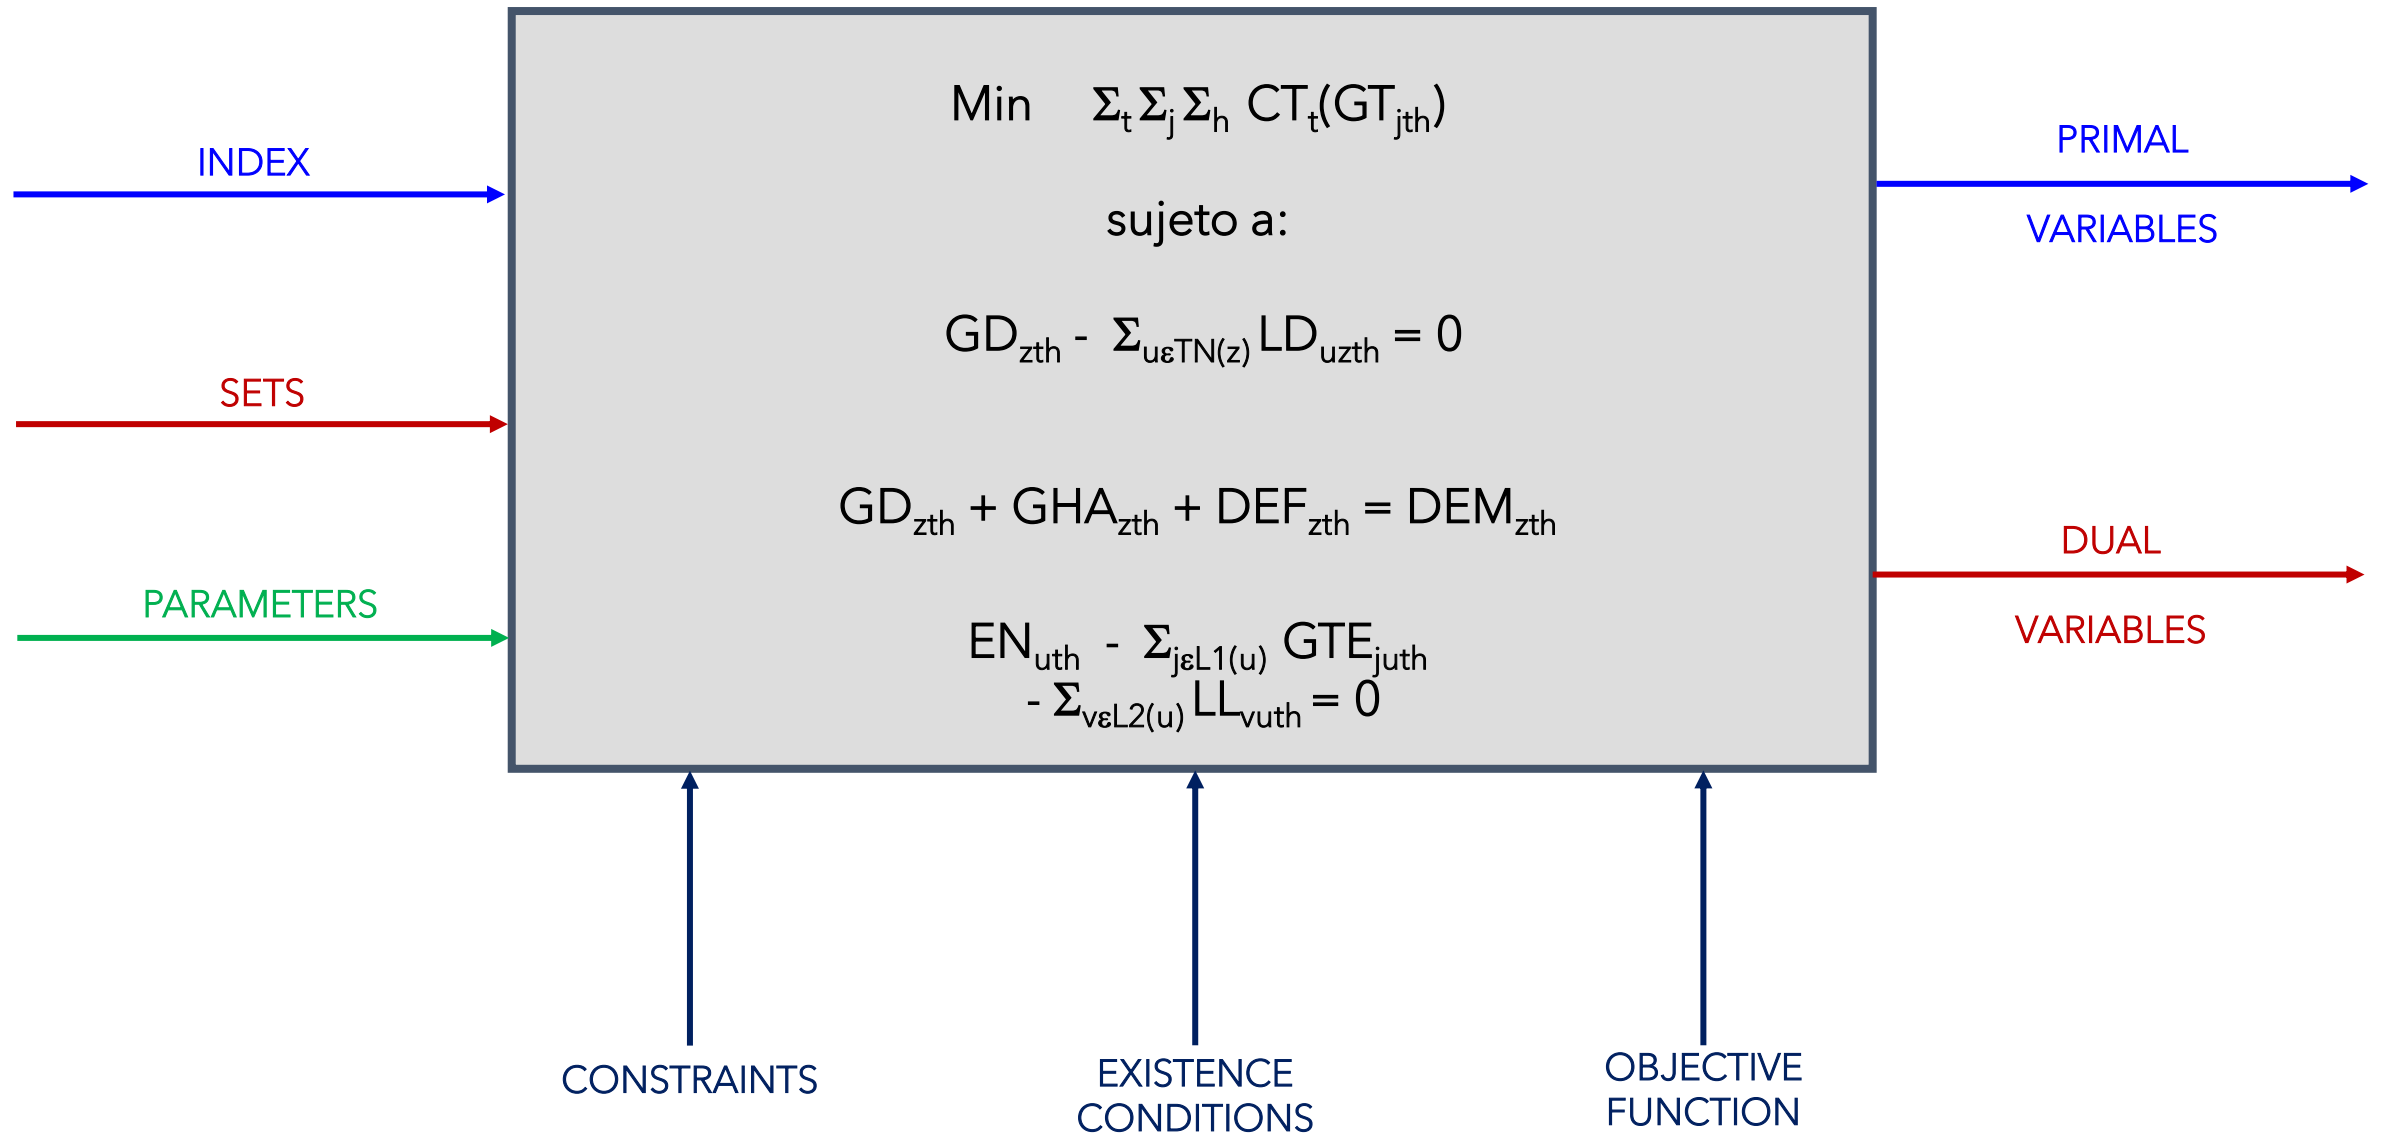 Min Σt Σj Σh CTt(GTjth)
sujeto a:
GDzth - ΣuεTN(z) LDuzth = 0
GDzth + GHAzth + DEFzth = DEMzth
ENuth - ΣjεL1(u) GTEjuth
- ΣvεL2(u) LLvuth = 0
INDEX
SETS
PARAMETERS
PRIMAL
VARIABLES
DUAL
VARIABLES
CONSTRAINTS
EXISTENCE
CONDITIONS
OBJECTIVE
FUNCTION